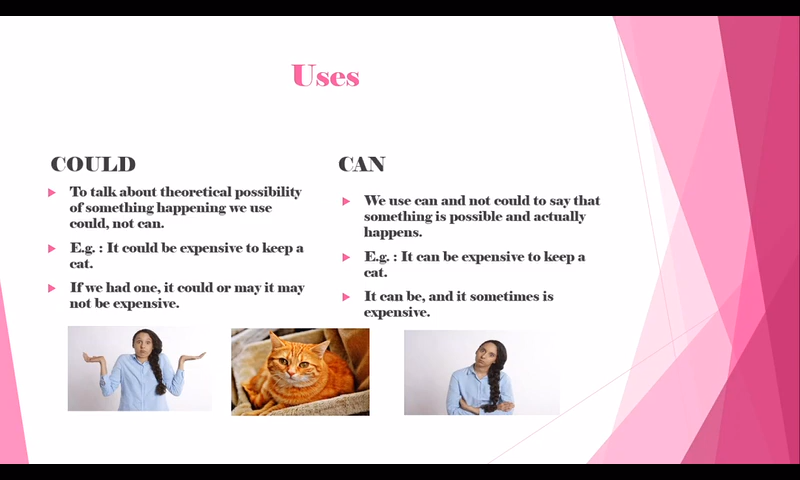 Uses
COULD
To talk about theoretical possibility
of something happening we use
could, not can.
E.g. : It could be expensive to keep a
cat.
If we had one, it could or may it may
not be expensive.
CAN
We use can and not could to say that
something is possible and actually
happens.
E.g. : It can be expensive to keep a
cat.
It can be, and it sometimes is
expensive.